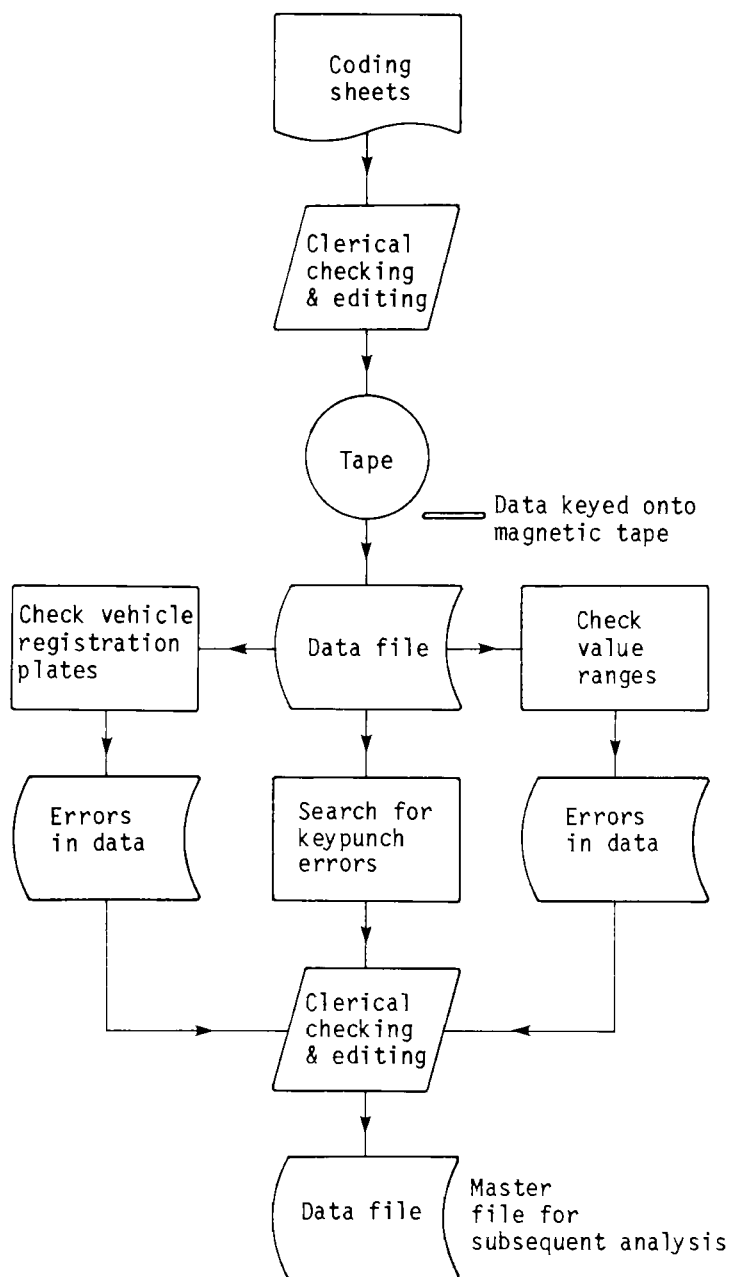 Coding
sheets
Clerical
checking
& editing
Tape
Data keyed onto
magnetic tape
Check vehicle
registration
plates
Data file
Check
value
ranges
Errors
in data
Search for
keypunch
errors
Errors
in data
Clerical
checking
& editing
Data file
Master
file for
subsequent analysis